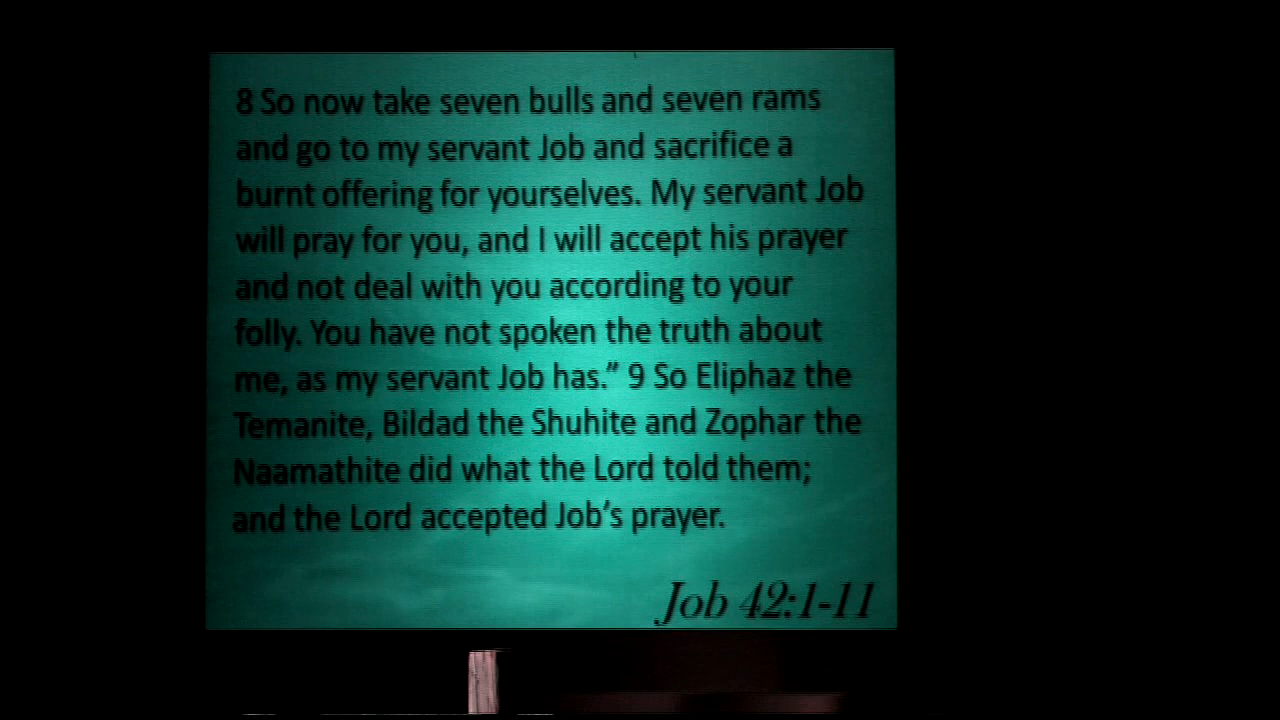 8 So now take seven bulls and seven rams
and go to my servant Job and sacrifice a
burnt offering for yourselves. My servant Job
will pray for you, and I will accept his prayer
and not deal with you according to your
folly. You have not spoken the truth about
me, as my servant Job has.” 9 So Eliphaz the
Temanite, Bildad the Shuhite and Zophar the
Naamathite did what the Lord told them;
and the Lord accepted Job’s prayer.
Job 42:1-11